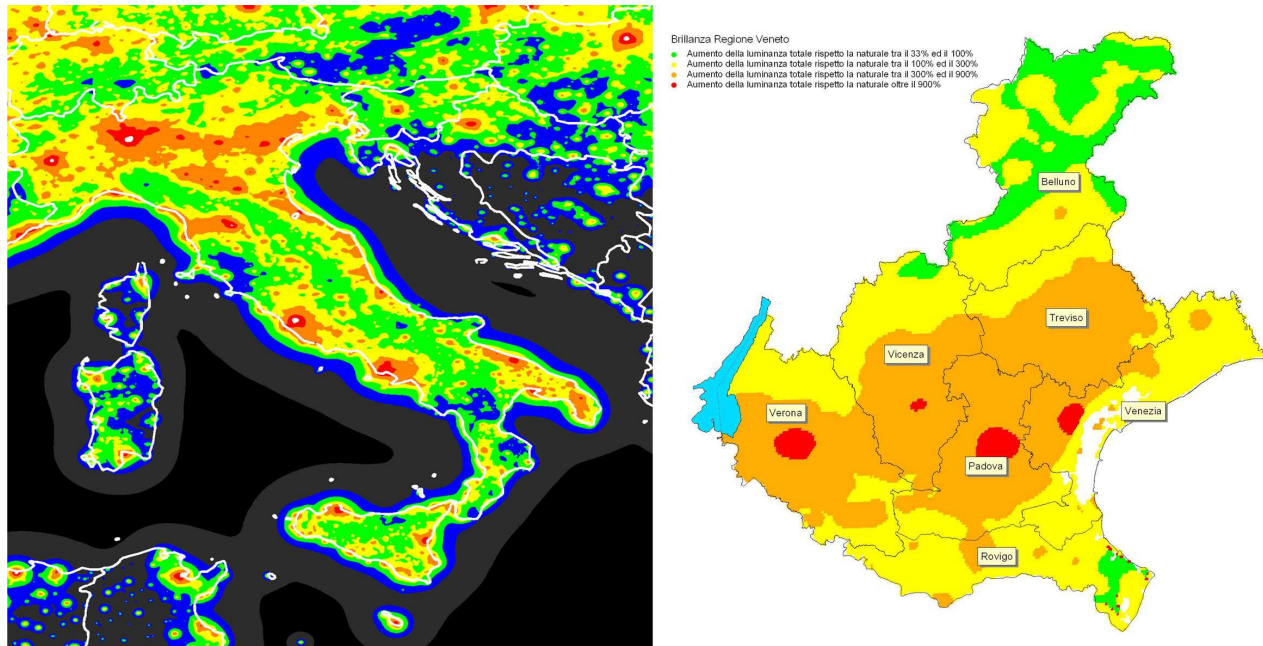 Brillanza Regione Veneto
Aumento della luminanza totale rispetto la naturale tra il 33% ed il 100%
Aumento della luminanza totale rispetto la naturale tra il 100% ed il 300%
Aumento della luminanza totale rispetto la naturale tra il 300% ed il 900%
Aumento della luminanza totale rispetto la naturale oltre il 900%
Belluno
Treviso
Vicenza
Verona
Venezia
Padova
Rovigo